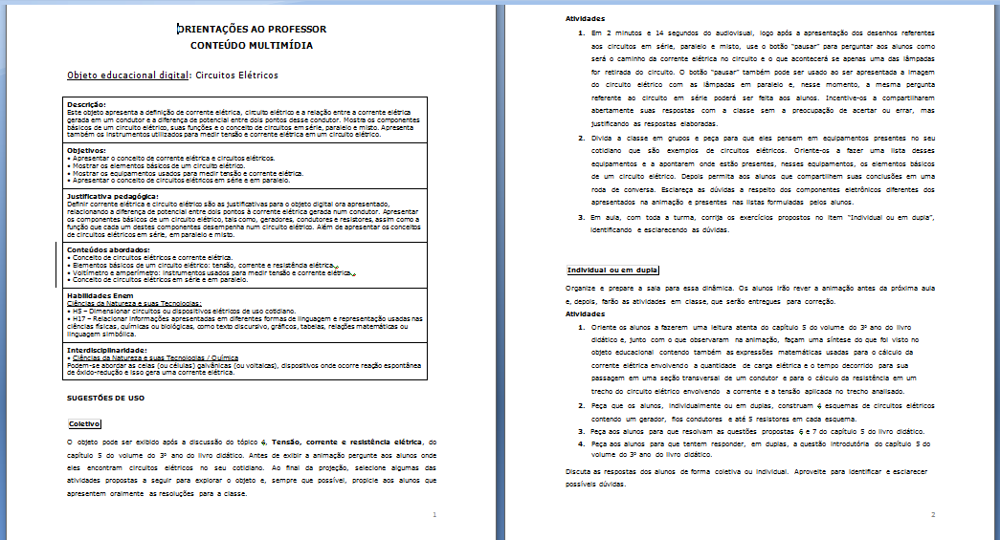 ORIENTAÇÕES AO PROFESSOR
CONTEÚDO MULTIMÍDIA
Objeto educacional digital: Circuitos Elétricos
Descrição:
Este objeto apresenta a definição de corrente elétrica, circuito elétrico e a relação entre a corrente elétrica
gerada em um condutor e a diferença de potencial entre dois pontos desse condutor. Mostra os componentes
básicos de um circuito elétrico, suas funções e o conceito de circuitos em série, paralelo e misto. Apresenta
também os instrumentos utilizados para medir tensão e corrente elétrica em um circuito elétrico.
Objetivos:
• Apresentar o conceito de corrente elétrica e circuitos elétricos.
• Mostrar os elementos básicos de um circuito elétrico.
• Mostrar os equipamentos usados para medir tensão e corrente elétrica.
• Apresentar o conceito de circuitos elétricos em série e em paralelo.
Justificativa pedagógica:
Definir corrente elétrica e circuito elétrico são as justificativas para o objeto digital ora apresentado,
relacionando a diferença de potencial entre dois pontos à corrente elétrica gerada num condutor. Apresentar
os componentes básicos de um circuito elétrico, tais como, geradores, condutores e resistores, assim como a
função que cada um destes componentes desempenha num circuito elétrico. Além de apresentar os conceitos
de circuitos elétricos em série, em paralelo e misto.
Conteúdos abordados:
• Conceito de circuitos elétricos e corrente elétrica.
• Elementos básicos de um circuito elétrico: tensão, corrente e resistência elétrica.
• Voltímetro e amperímetro: instrumentos usados para medir tensão e corrente elétrica.
• Conceito de circuitos elétricos em série e em paralelo.
Habilidades Enem
Ciências da Natureza e suas Tecnologias:
• H5 – Dimensionar circuitos ou dispositivos elétricos de uso cotidiano.
• H17 – Relacionar informações apresentadas em diferentes formas de linguagem e representação usadas nas
ciências físicas, químicas ou biológicas, como texto discursivo, gráficos, tabelas, relações matemáticas ou
linguagem simbólica.
Interdisciplinaridade:
• Ciências da Natureza e suas Tecnologias / Química
Podem-se abordar as celas (ou células) galvânicas (ou voltaicas), dispositivos onde ocorre reação espontânea
de óxido-redução e isso gera uma corrente elétrica.
SUGESTÕES DE USO
Coletivo
O objeto pode ser exibido após a discussão do tópico 4, Tensão, corrente e resistência elétrica, do
capítulo 5 do volume do 3º ano do livro didático. Antes de exibir a animação pergunte aos alunos onde
eles encontram circuitos elétricos no seu cotidiano. Ao final da projeção, selecione algumas das
atividades propostas a seguir para explorar o objeto e, sempre que possível, propicie aos alunos que
apresentem oralmente as resoluções para a classe.
1
Atividades
1. Em 2 minutos e 14 segundos do audiovisual, logo após a apresentação dos desenhos referentes
aos circuitos em série, paralelo e misto, use o botão “pausar” para perguntar aos alunos como
será o caminho da corrente elétrica no circuito e o que acontecerá se apenas uma das lâmpadas
for retirada do circuito. O botão “pausar” também pode ser usado ao ser apresentada a imagem
do circuito elétrico com as lâmpadas em paralelo e, nesse momento, a mesma pergunta
referente ao circuito em série poderá ser feita aos alunos. Incentive-os a compartilharem
abertamente suas respostas com a classe sem a preocupação de acertar ou errar, mas
justificando as respostas elaboradas.
2. Divida a classe em grupos e peça para que eles pensem em equipamentos presentes no seu
cotidiano que são exemplos de circuitos elétricos. Oriente-os a fazer uma lista desses
equipamentos e a apontarem onde estão presentes, nesses equipamentos, os elementos básicos
de um circuito elétrico. Depois permita aos alunos que compartilhem suas conclusões em uma
roda de conversa. Esclareça as dúvidas a respeito dos componentes eletrônicos diferentes dos
apresentados na animação e presentes nas listas formuladas pelos alunos.
3. Em aula, com toda a turma, corrija os exercícios propostos no item “Individual ou em dupla”,
identificando e esclarecendo as dúvidas.
Individual ou em dupla
Organize e prepare a sala para essa dinâmica. Os alunos irão rever a animação antes da próxima aula
e, depois, farão as atividades em classe, que serão entregues para correção.
Atividades
1. Oriente os alunos a fazerem uma leitura atenta do capítulo 5 do volume do 3º ano do livro
didático e, junto com o que observaram na animação, façam uma síntese do que foi visto no
objeto educacional contendo também as expressões matemáticas usadas para o cálculo da
corrente elétrica envolvendo a quantidade de carga elétrica e o tempo decorrido para sua
passagem em uma seção transversal de um condutor e para o cálculo da resistência em um
trecho do circuito elétrico envolvendo a corrente e a tensão aplicada no trecho analisado.
2. Peça que os alunos, individualmente ou em duplas, construam 4 esquemas de circuitos elétricos
contendo um gerador, fios condutores e até 5 resistores em cada esquema.
3. Peça aos alunos para que resolvam as questões propostas 6 e 7 do capítulo 5 do livro didático.
4. Peça aos alunos para que tentem responder, em duplas, a questão introdutória do capítulo 5 do
volume do 3º ano do livro didático.
Discuta as respostas dos alunos de forma coletiva ou individual. Aproveite para identificar e esclarecer
possíveis dúvidas.
2